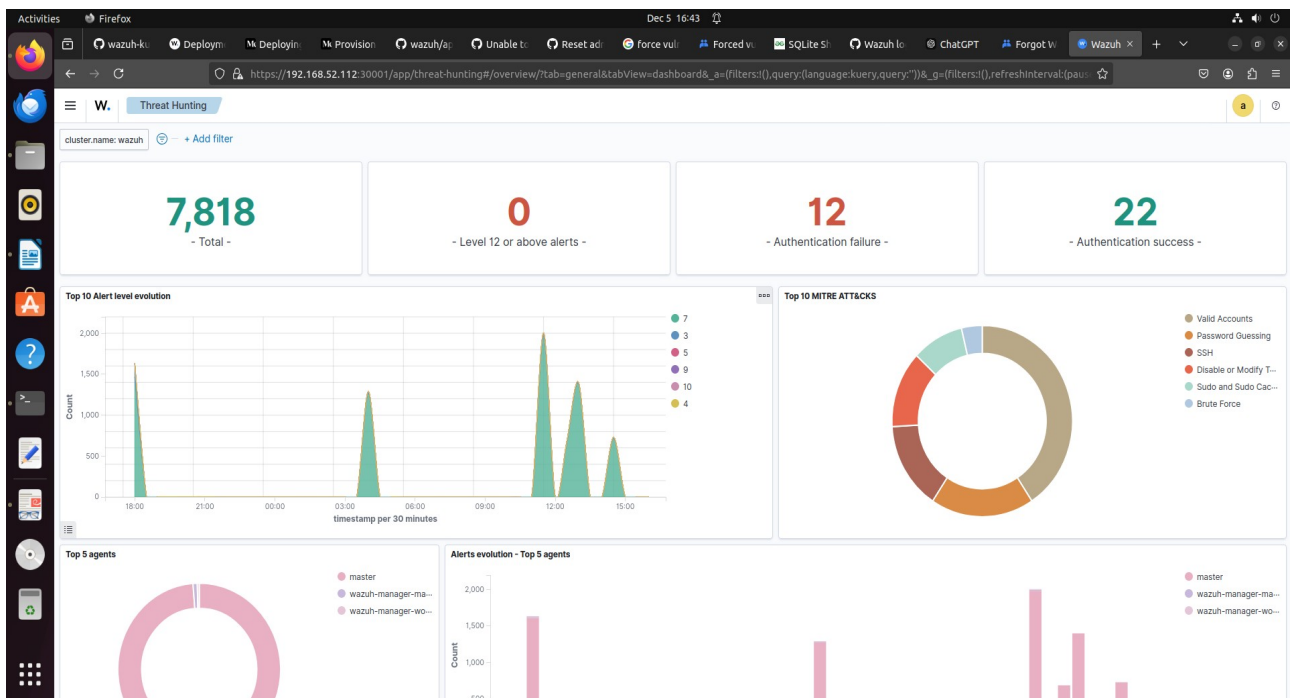 Activities Firefox Dec 5 16:43
wazuh-ku Deploym Deployin Provision wazuh/ap Unable to Reset adr force vulr Forced vu SQLite Sh Wazuh lo ChatGPT Forgot W Wazuh × +
https://192.168.52.112:30001/app/threat-hunting#/overview/?tab=general&tabView=dashboard&_a=(filters:!(),query:(language:kuery,query:''))&_g=(filters:!(),refreshInterval:(paus
W. Threat Hunting a
cluster.name: wazuh + Add filter
7,818 0 12 22
- Total - - Level 12 or above alerts - - Authentication failure - - Authentication success -
Top 10 Alert level evolution
7
3
5
9
10
4
Count
2,000
1,500
1,000
500
0
18:00 21:00 00:00 03:00 06:00 09:00 12:00 15:00
timestamp per 30 minutes
Top 10 MITRE ATT&CKS
Valid Accounts
Password Guessing
SSH
Disable or Modify T...
Sudo and Sudo Cac...
Brute Force
Top 5 agents
master
wazuh-manager-ma...
wazuh-manager-wo...
Alerts evolution - Top 5 agents
2,000
1,500
1,000
500
Count
master
wazuh-manager-ma...
wazuh-manager-wo...